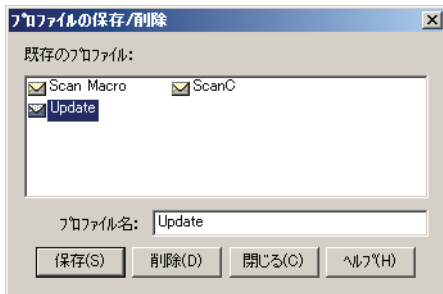 ﾌﾟﾛﾌｧｲﾙの保存/削除
既存のﾌﾟﾛﾌｧｲﾙ:
Scan Macro ScanC
Update
ﾌﾟﾛﾌｧｲﾙ名: Update
保存(S) 削除(D) 閉じる(C) ﾍﾙﾌﾟ(H)